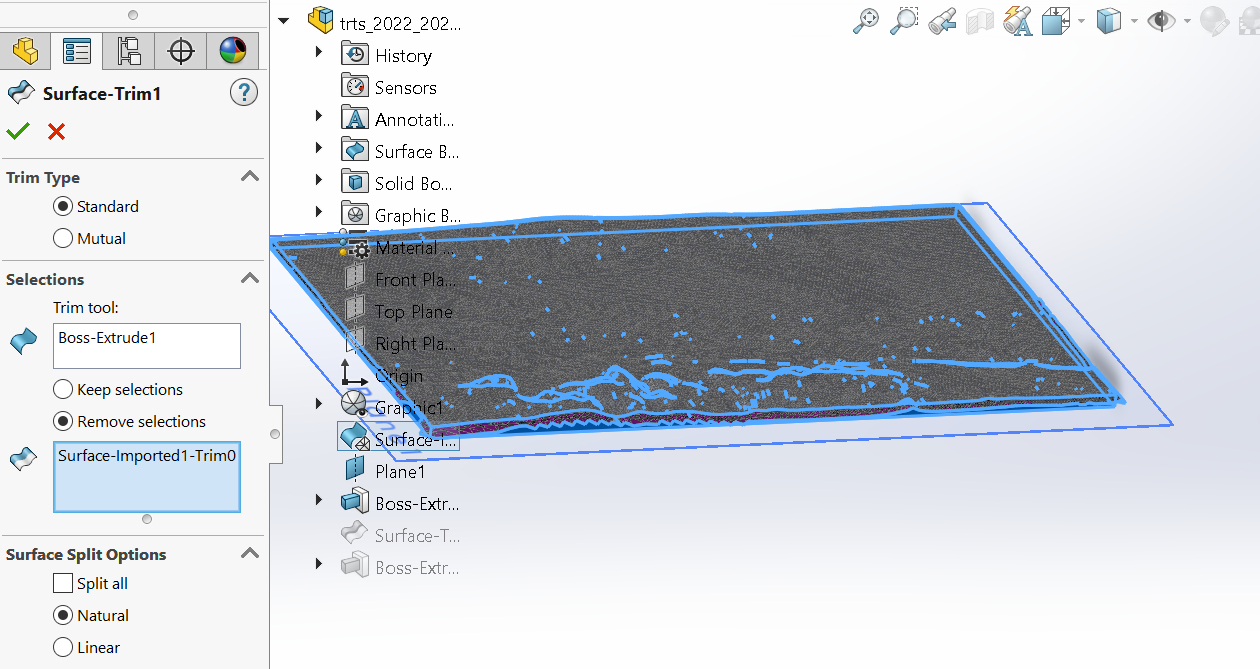 Surface-Trim1
?
Trim Type
Standard
Mutual
Selections
Trim tool:
Boss-Extrude1
Keep selections
Remove selections
Surface-Imported1-Trim0
Surface Split Options
Split all
Natural
Linear
trts_2022_202...
History
Sensors
Annotati...
Surface B...
Solid Bo...
Graphic B...
Material ...
Front Pla...
Top Plane
Right Pla...
Origin
Graphic1
Surface-I...
Plane1
Boss-Extr...
Surface-T...
Boss-Extr...